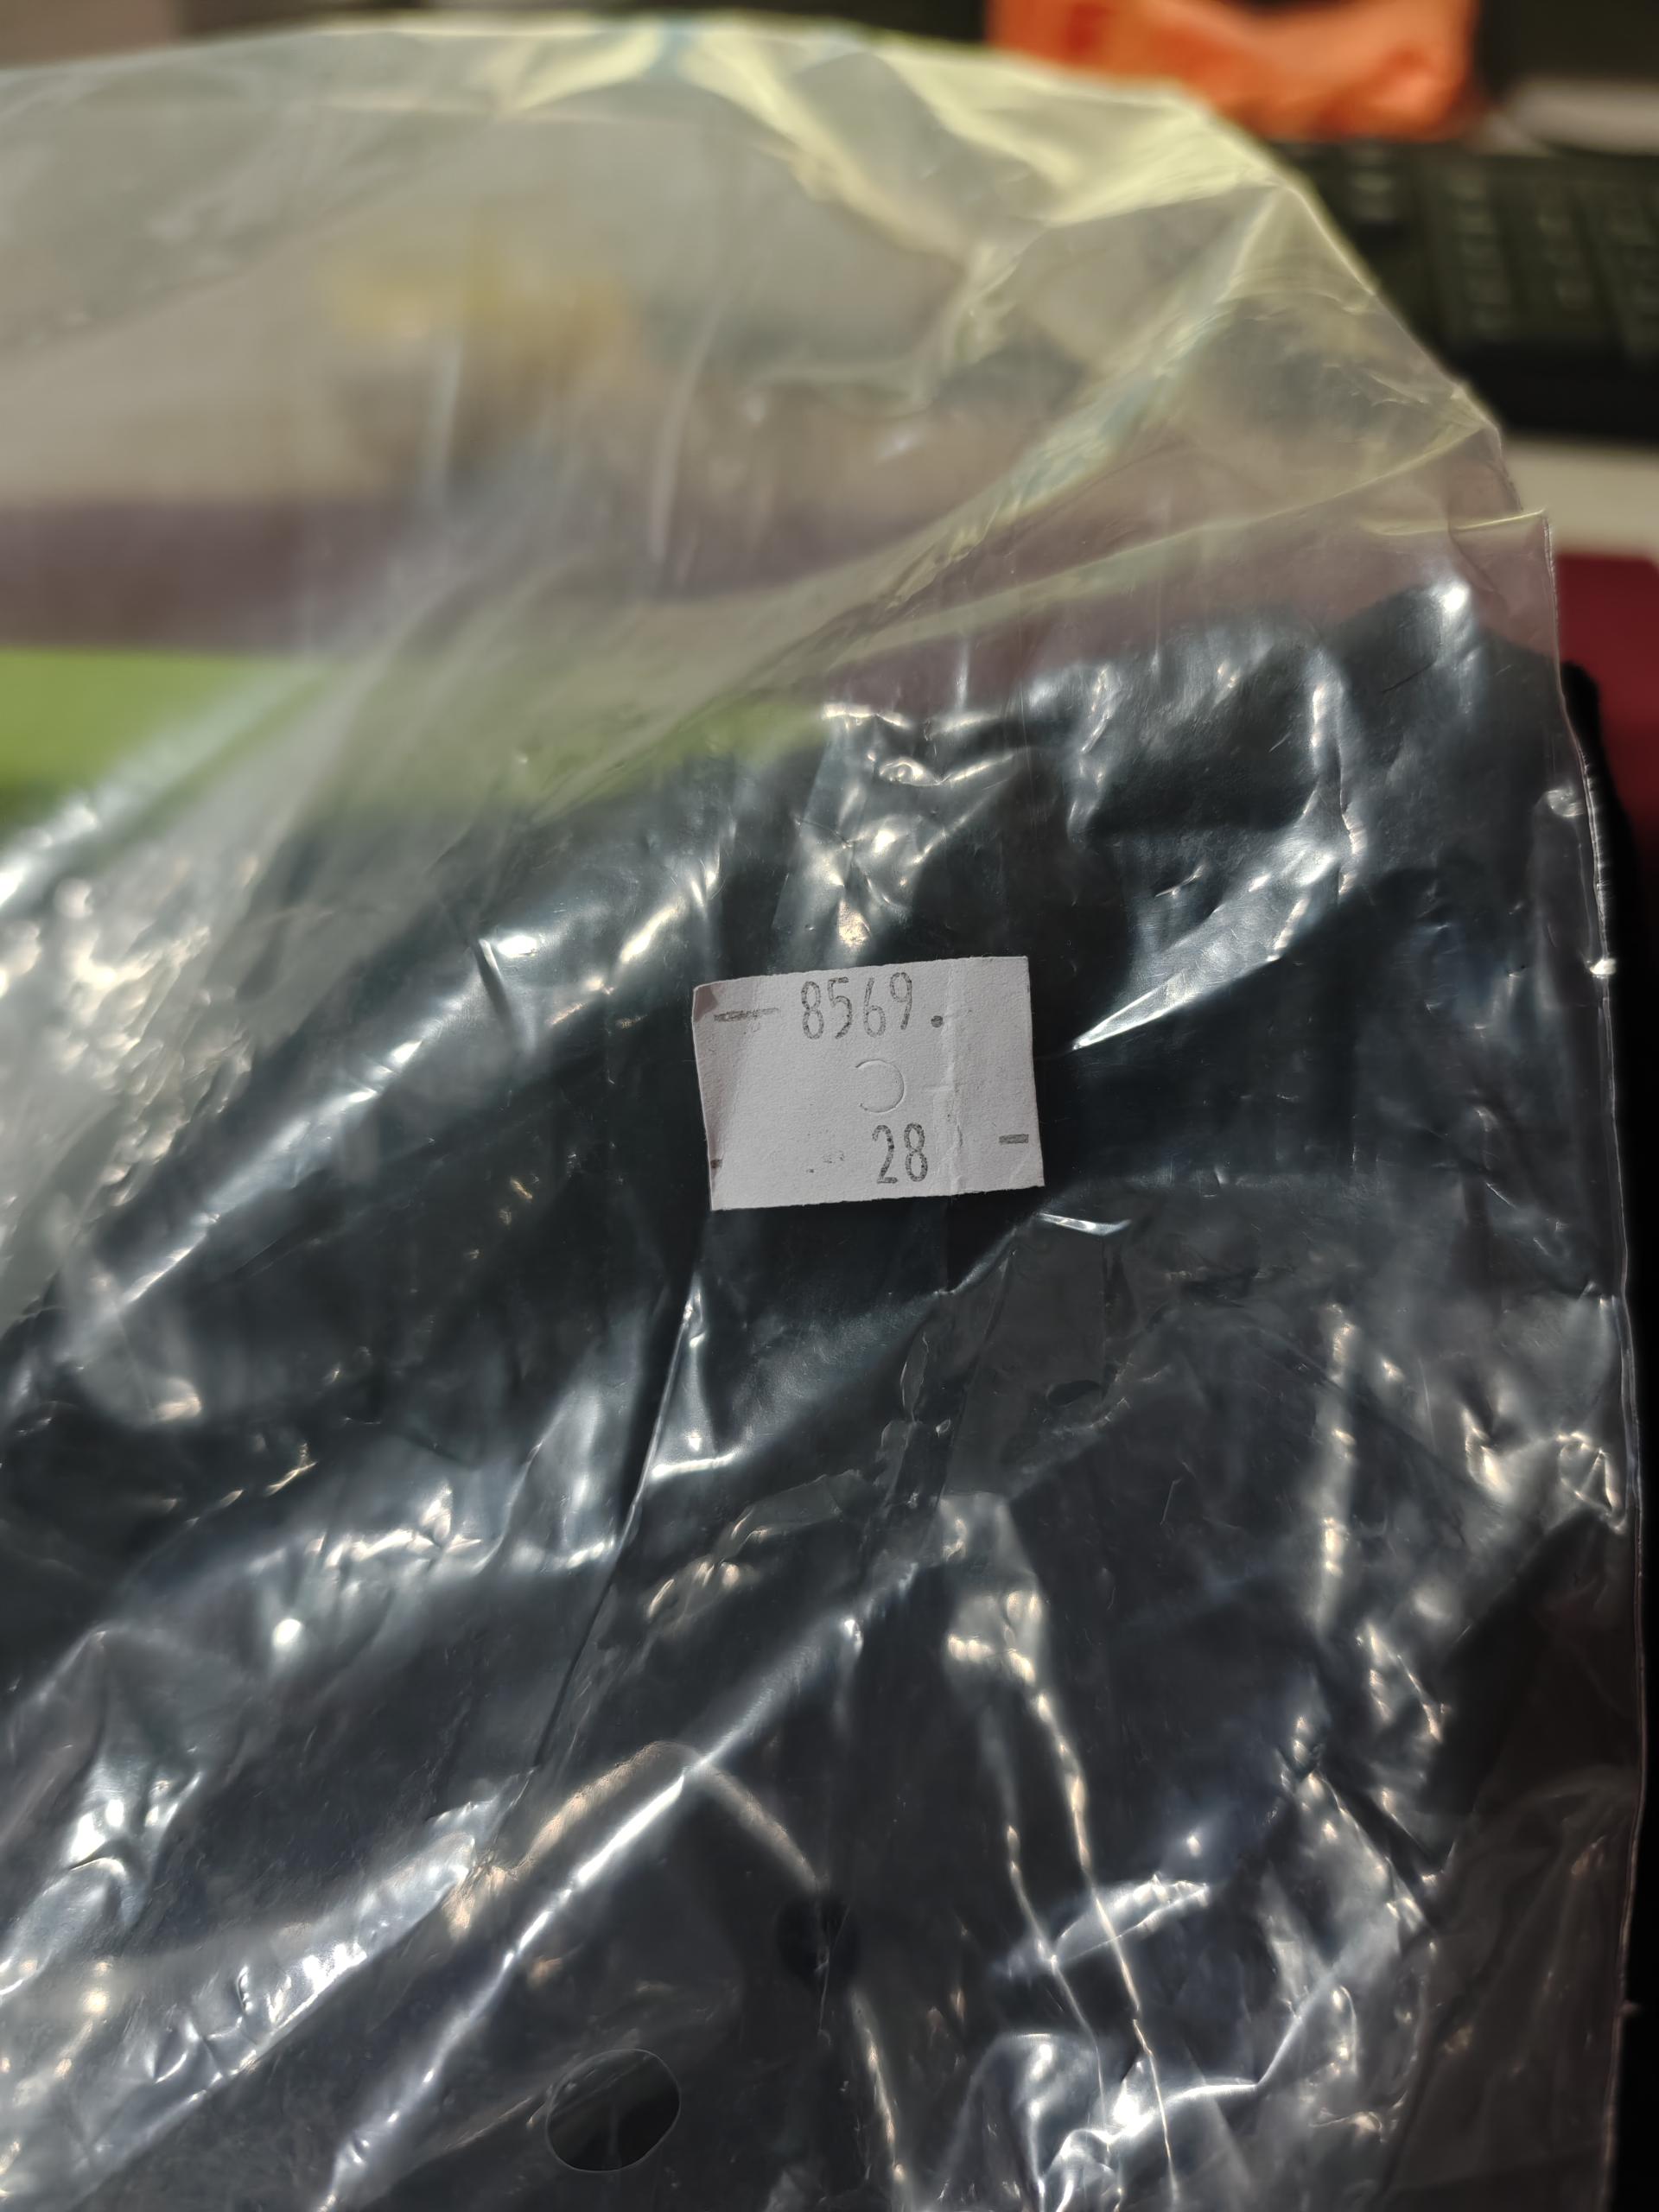 — 8569.
28 -